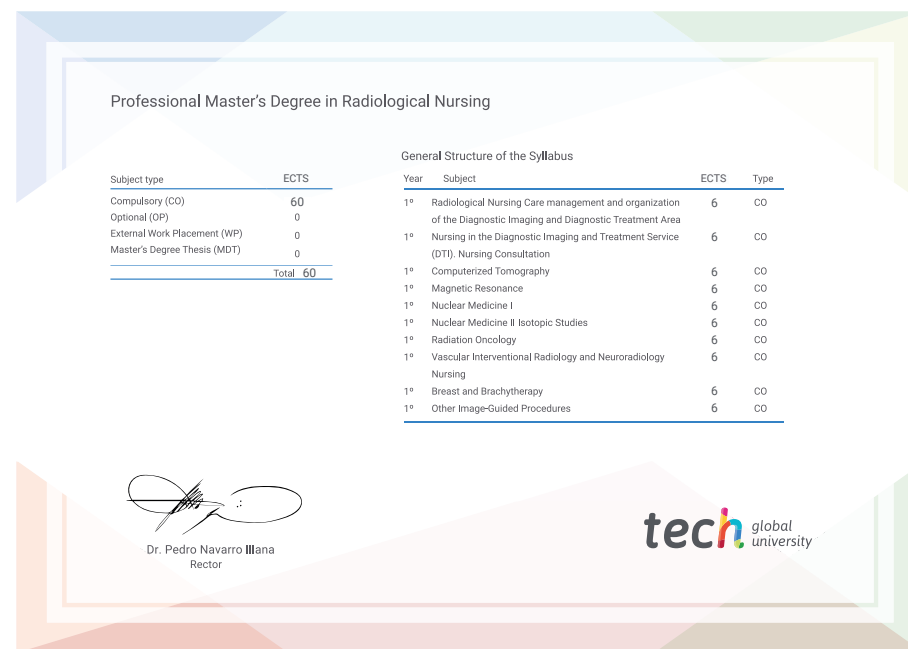 Professional Master's Degree in Radiological Nursing
Subject type ECTS
Compulsory (CO) 60
Optional (OP) 0
External Work Placement (WP) 0
Master's Degree Thesis (MDT) 0
Total 60
General Structure of the Syllabus
Year Subject ECTS Type
1º Radiological Nursing Care management and organization 6 CO
of the Diagnostic Imaging and Diagnostic Treatment Area
1º Nursing in the Diagnostic Imaging and Treatment Service 6 CO
(DTI). Nursing Consultation
1º Computerized Tomography 6 CO
1º Magnetic Resonance 6 CO
1º Nuclear Medicine I 6 CO
1º Nuclear Medicine II Isotopic Studies 6 CO
1º Radiation Oncology 6 CO
1º Vascular Interventional Radiology and Neuroradiology 6 CO
Nursing
1º Breast and Brachytherapy 6 CO
1º Other Image-Guided Procedures 6 CO
Dr. Pedro Navarro Illana
Rector
tech global
university